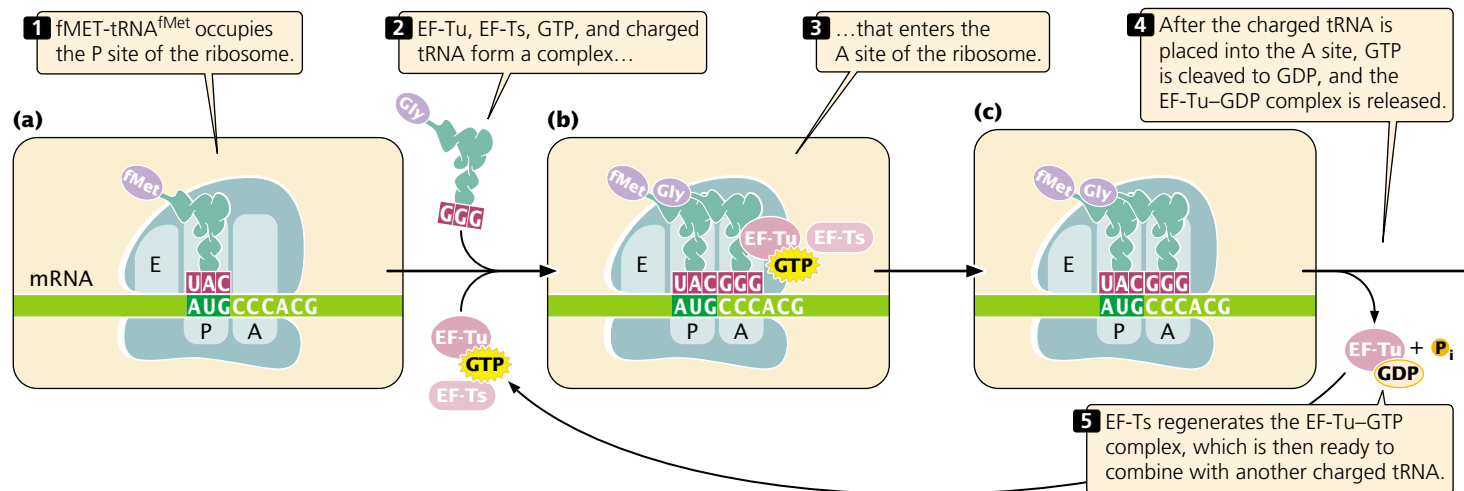 1 fMET-tRNAfMet occupies
the P site of the ribosome.
2 EF-Tu, EF-Ts, GTP, and charged
tRNA form a complex…
3 …that enters the
A site of the ribosome.
4 After the charged tRNA is
placed into the A site, GTP
is cleaved to GDP, and the
EF-Tu–GDP complex is released.
(a)
fMet
E
mRNA
UAC
AUGCCCACG
P A
Gly
GGG
EF-Tu
GTP
EF-Ts
(b)
fMet Gly
EF-Tu EF-Ts
GTP
E
UACGGG
AUGCCCACG
P A
(c)
fMet Gly
E
UACGGG
AUGCCCACG
P A
EF-Tu + Pi
GDP
5 EF-Ts regenerates the EF-Tu–GTP
complex, which is then ready to
combine with another charged tRNA.